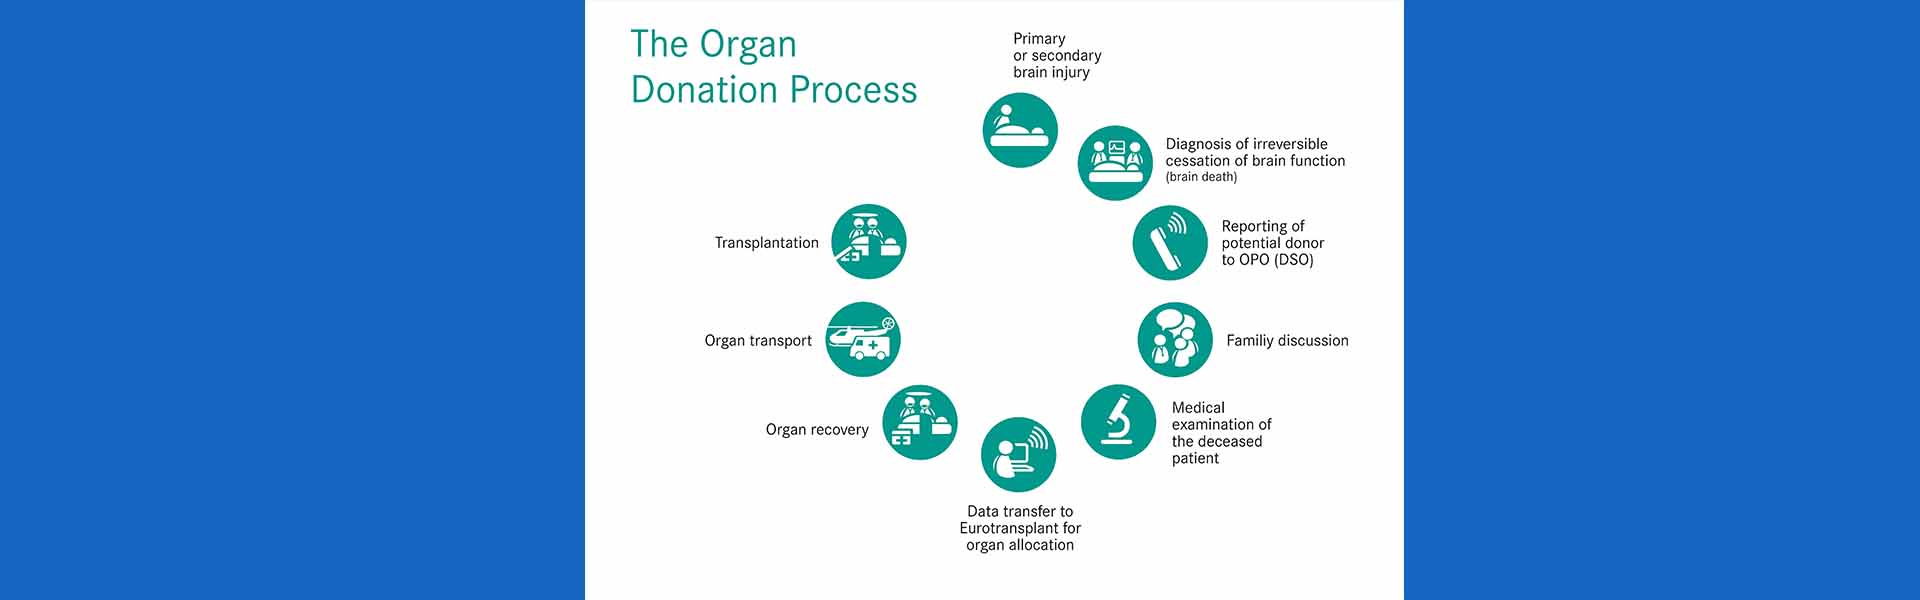 The Organ
Donation Process
Primary
or secondary
brain injury
Diagnosis of irreversible
cessation of brain function
(brain death)
Reporting of
potential donor
to OPO (DSO)
Familiy discussion
Medical
examination of
the deceased
patient
Data transfer to
Eurotransplant for
organ allocation
Organ recovery
Organ transport
Transplantation